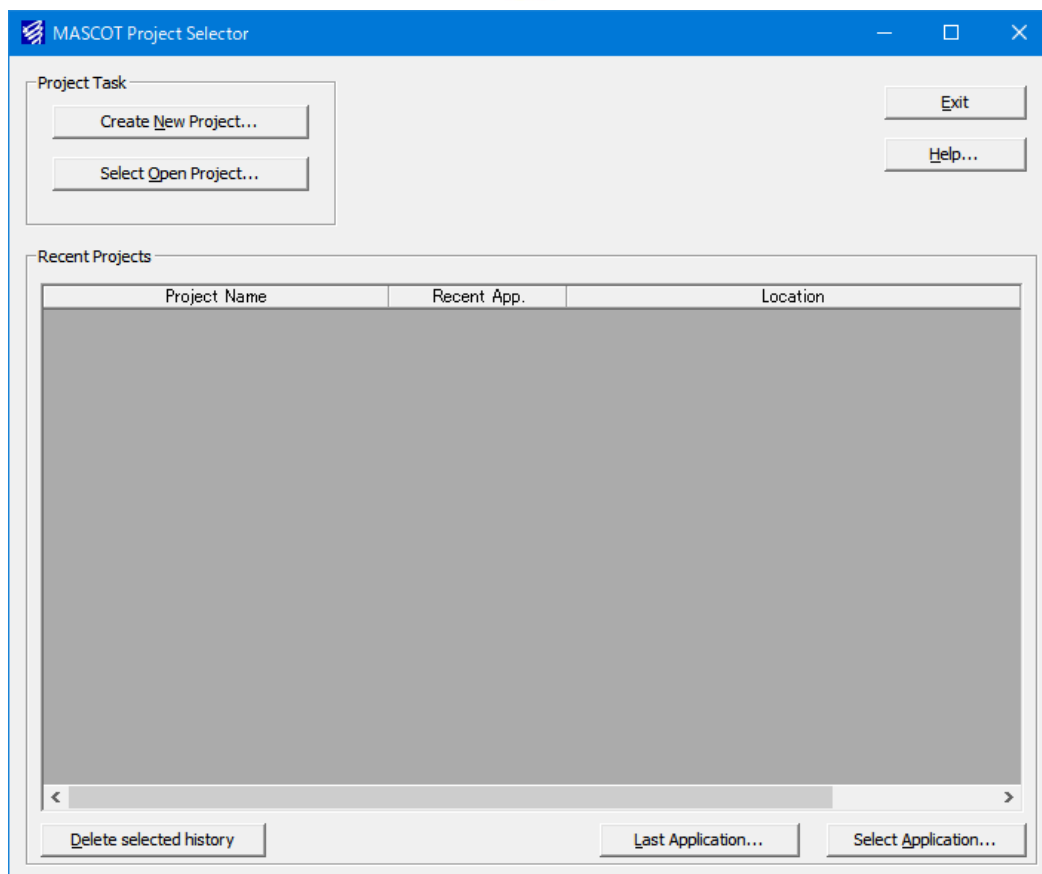 MASCOT Project Selector
Project Task
Create New Project...
Select Open Project...
Exit
Help...
Recent Projects
Project Name Recent App. Location
Delete selected history Last Application... Select Application...